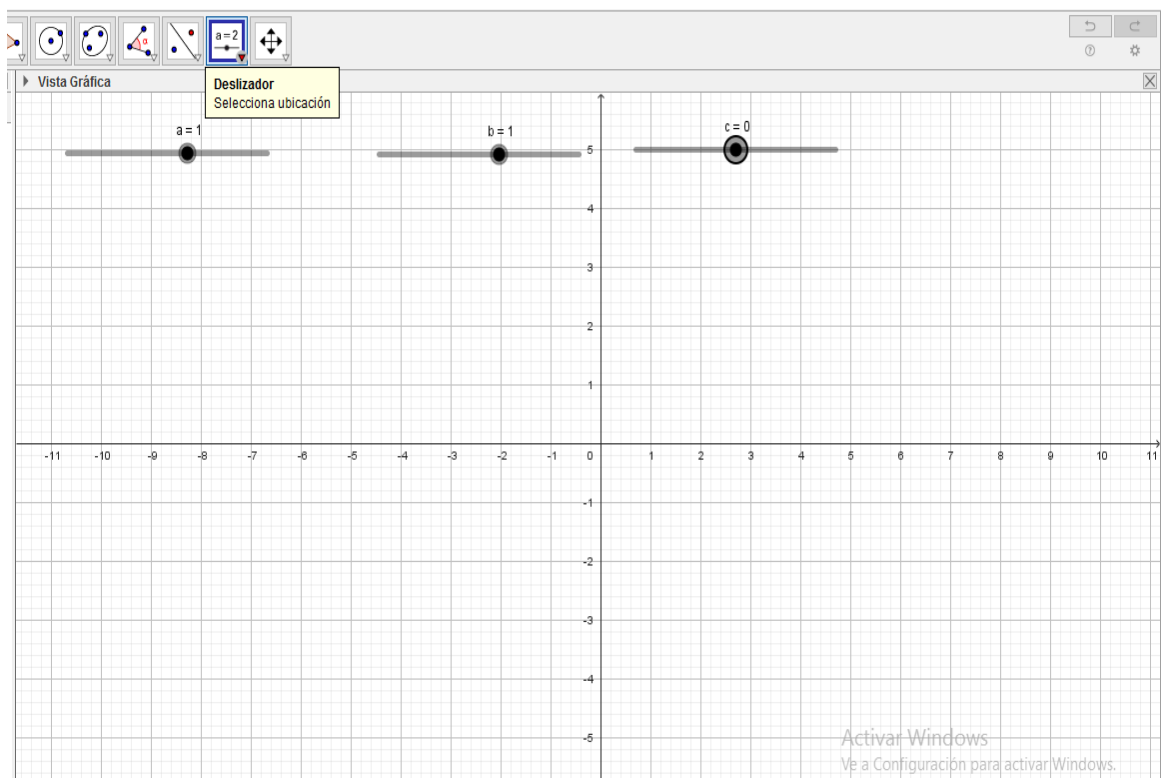 a = 2
Vista Gráfica
Deslizador
Selecciona ubicación
a = 1
b = 1
c = 0
5
4
3
2
1
-11 -10 -9 -8 -7 -6 -5 -4 -3 -2 -1 0 1 2 3 4 5 6 7 8 9 10 11
-1
-2
-3
-4
-5
Activar Windows
Ve a Configuración para activar Windows.